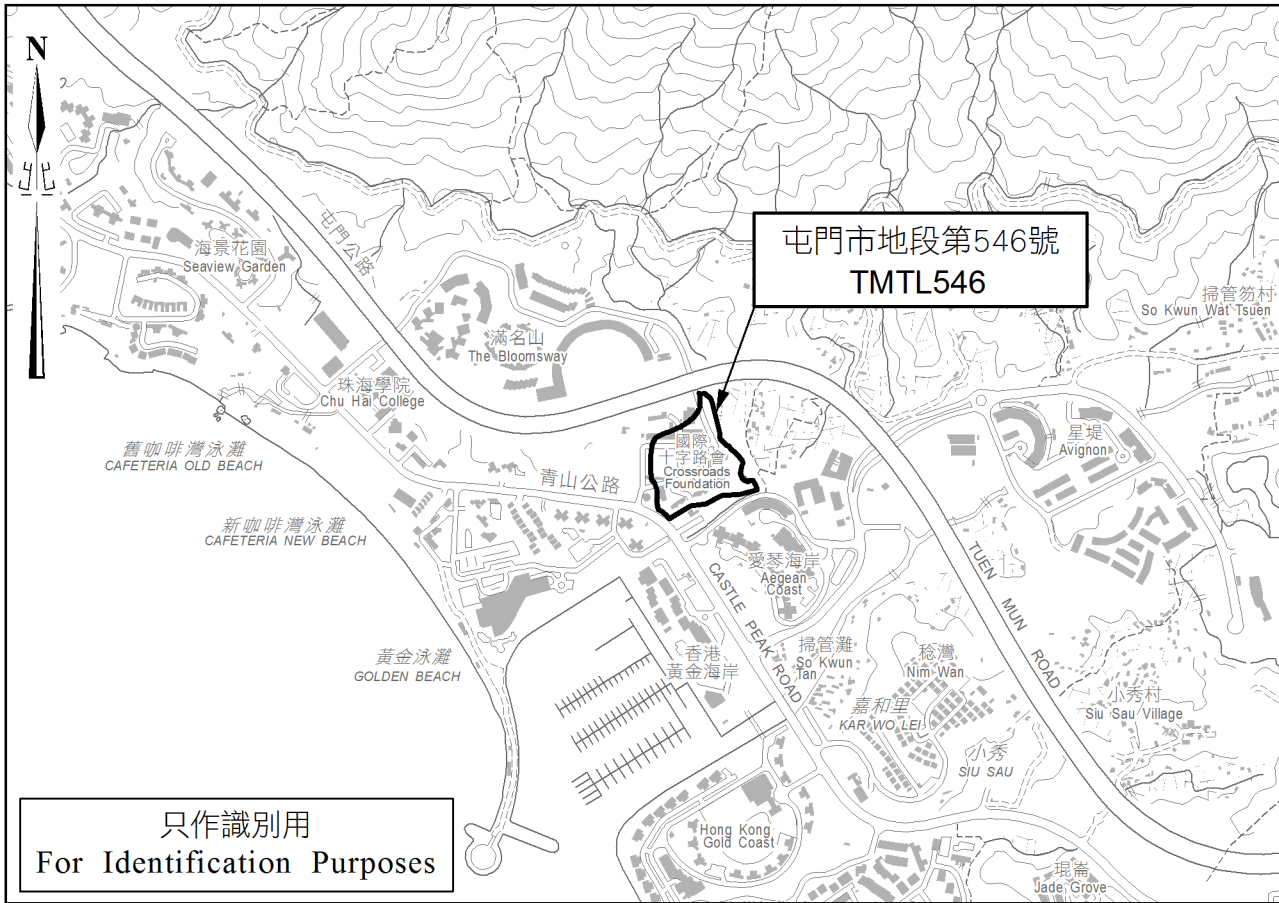 N
屯門公路
海景花園
Seaview Garden
滿名山
The Bloomsway
屯門市地段第546號
TMTL546
掃管笏村
So Kwun Wat Tsuen
珠海學院
Chu Hai College
舊咖啡灣泳灘
CAFETERIA OLD BEACH
國際
十字路會
Crossroads
Foundation
星堤
Avignon
青山公路
新咖啡灣泳灘
CAFETERIA NEW BEACH
愛琴海岸
Aegean
Coast
CASTLE PEAK ROAD
TUEN MUN ROAD
黃金泳灘
GOLDEN BEACH
香港
黃金海岸
掃管灘
So Kwun
Tan
稔灣
Nim Wan
嘉和里
KAR WO LEI
小秀村
Siu Sau Village
小秀
SIU SAU
Hong Kong
Gold Coast
琨崙
Jade Grove
只作識別用
For Identification Purposes